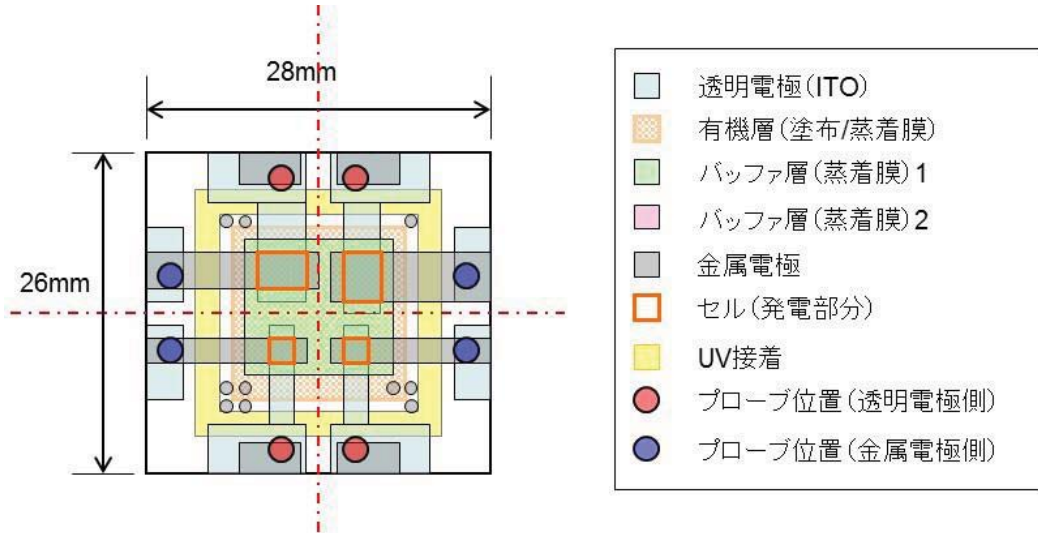 28mm
26mm
透明電極(ITO)
有機層(塗布/蒸着膜)
バッファ層(蒸着膜)1
バッファ層(蒸着膜)2
金属電極
セル(発電部分)
UV接着
プローブ位置(透明電極側)
プローブ位置(金属電極側)